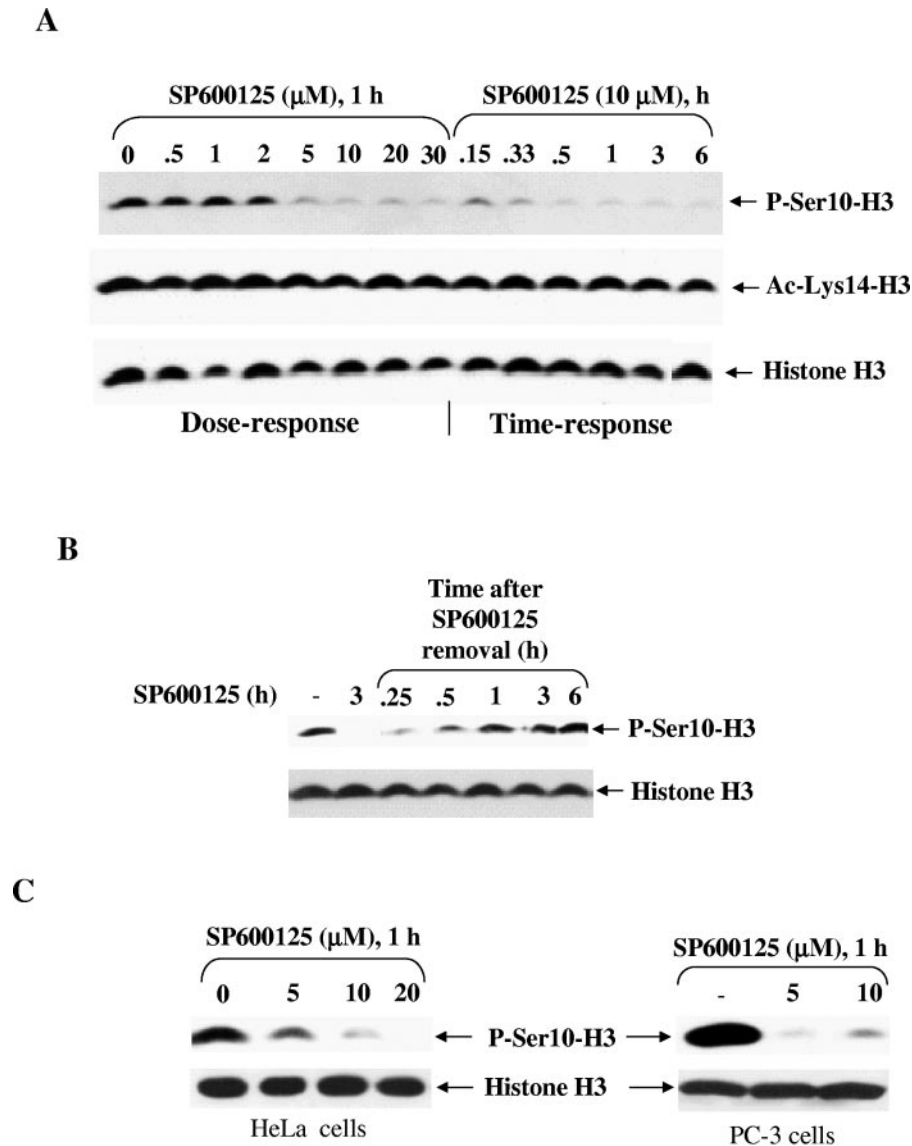 A
SP600125 (µM), 1 h SP600125 (10 µM), h
0 .5 1 2 5 10 20 30 .15 .33 .5 1 3 6
P-Ser10-H3
Ac-Lys14-H3
Histone H3
Dose-response Time-response
B
Time after
SP600125
removal (h)
SP600125 (h) - 3 .25 .5 1 3 6
P-Ser10-H3
Histone H3
C
SP600125 (µM), 1 h SP600125 (µM), 1 h
0 5 10 20 - 5 10
P-Ser10-H3
Histone H3
HeLa cells PC-3 cells